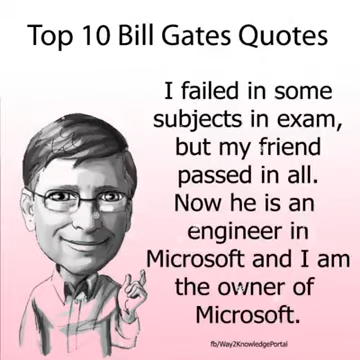 Top 10 Bill Gates Quotes
I failed in some
subjects in exam,
but my friend
passed in all.
Now he is an
engineer in
Microsoft and I am
the owner of
Microsoft.
fb/Way2KnowledgePortal